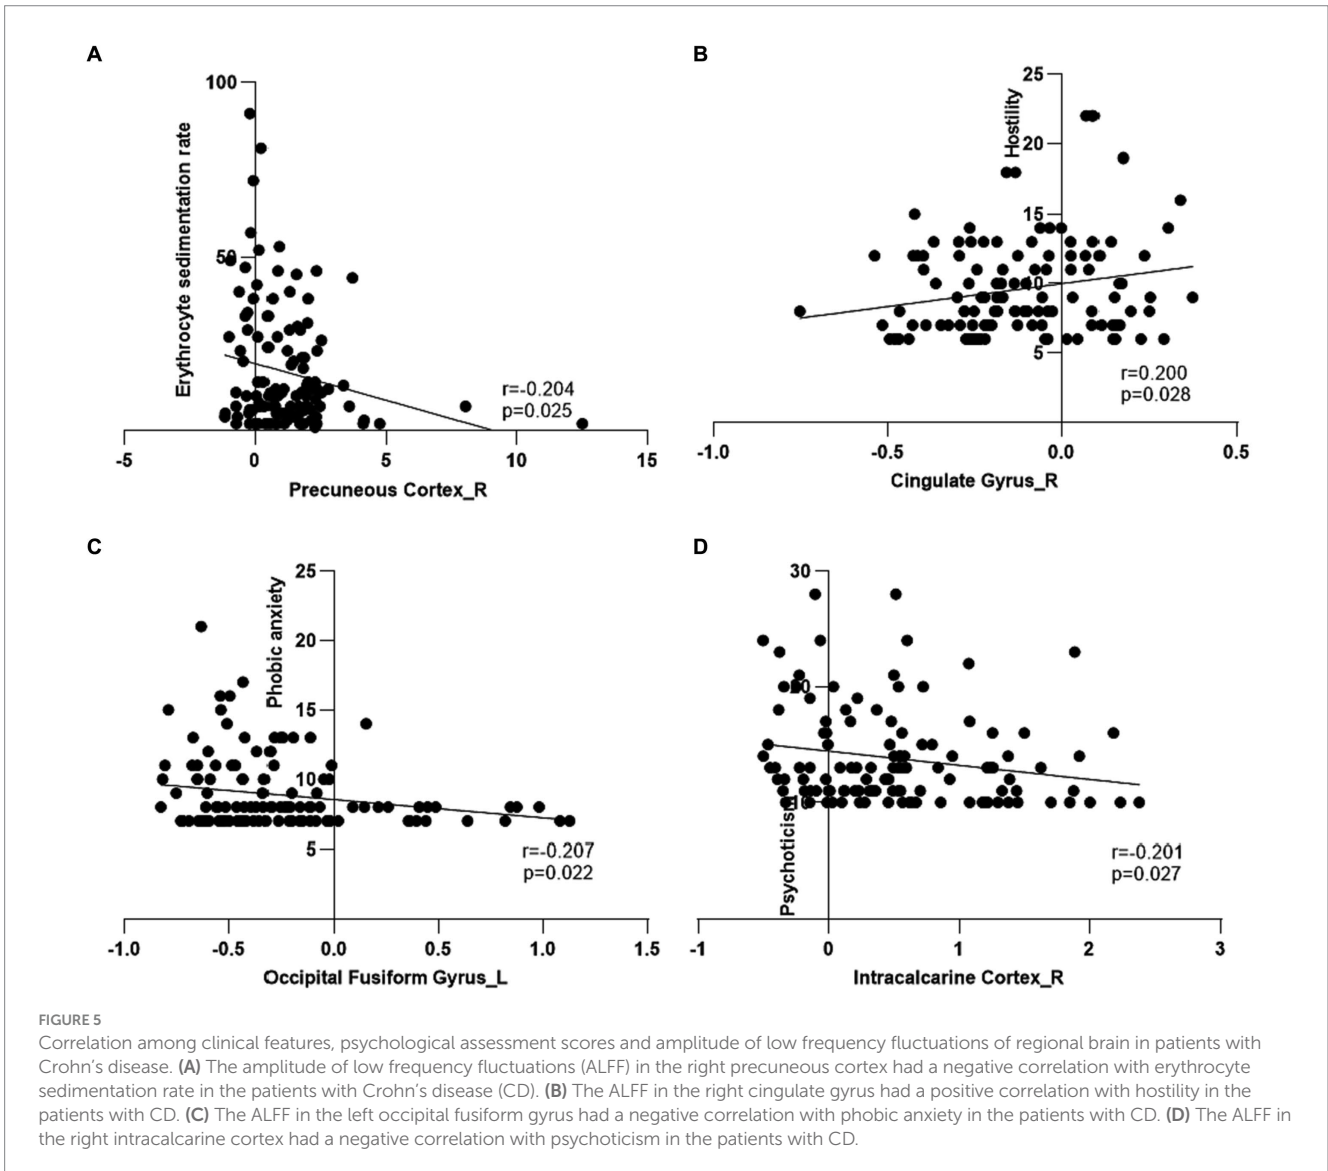 A
100
50
Erythrocyte sedimentation rate
r=-0.204
p=0.025
-5
0
5
10
15
Precuneous Cortex_R
B
25
20
15
10
5
Hostility
r=0.200
p=0.028
-1.0
-0.5
0.0
0.5
Cingulate Gyrus_R
C
25
20
15
10
5
Phobic anxiety
r=-0.207
p=0.022
-1.0
-0.5
0.0
0.5
1.0
1.5
Occipital Fusiform Gyrus_L
D
30
20
10
Psychoticism
r=-0.201
p=0.027
-1
0
1
2
3
Intracalcarine Cortex_R
FIGURE 5
Correlation among clinical features, psychological assessment scores and amplitude of low frequency fluctuations of regional brain in patients with
Crohn’s disease. (A) The amplitude of low frequency fluctuations (ALFF) in the right precuneus cortex had a negative correlation with erythrocyte
sedimentation rate in the patients with Crohn’s disease (CD). (B) The ALFF in the right cingulate gyrus had a positive correlation with hostility in the
patients with CD. (C) The ALFF in the left occipital fusiform gyrus had a negative correlation with phobic anxiety in the patients with CD. (D) The ALFF in
the right intracalcarine cortex had a negative correlation with psychoticism in the patients with CD.